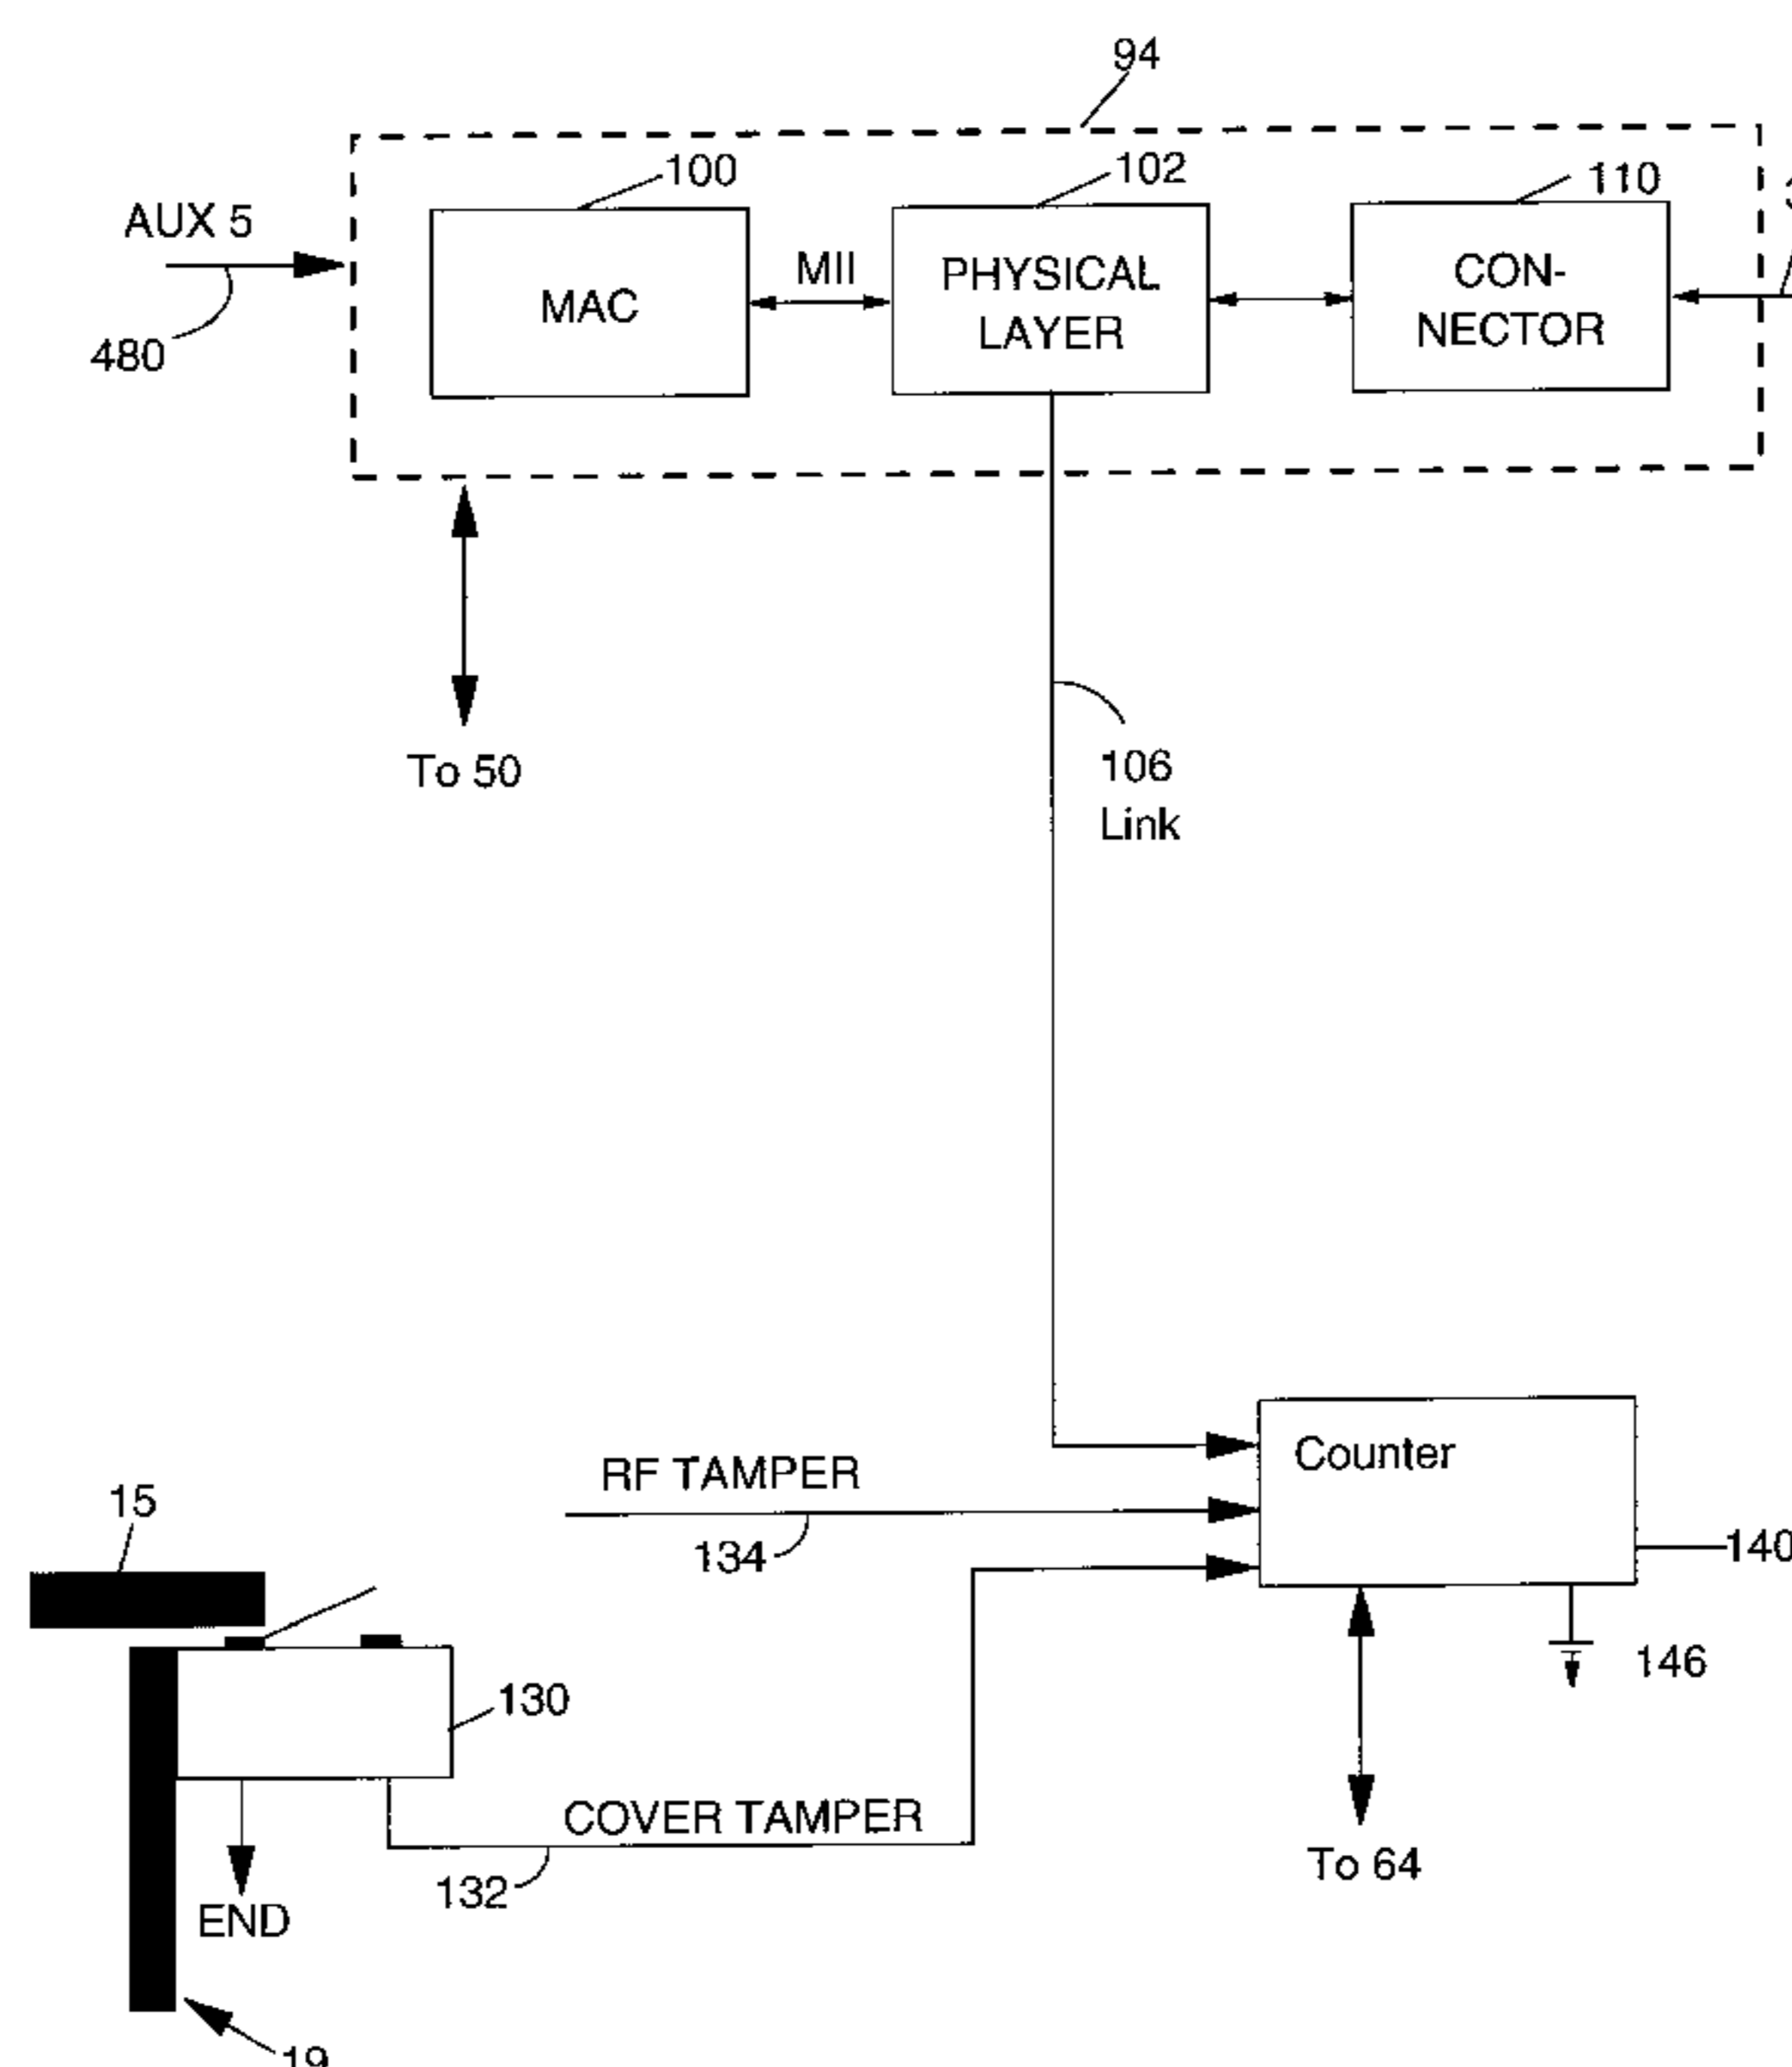 94
100
102
110
AUX 5
MII
MAC
PHYSICAL
LAYER
CON-
NECTOR
480
To 50
106
Link
Counter
RF TAMPER
134
15
140
146
130
COVER TAMPER
132
To 64
END
19